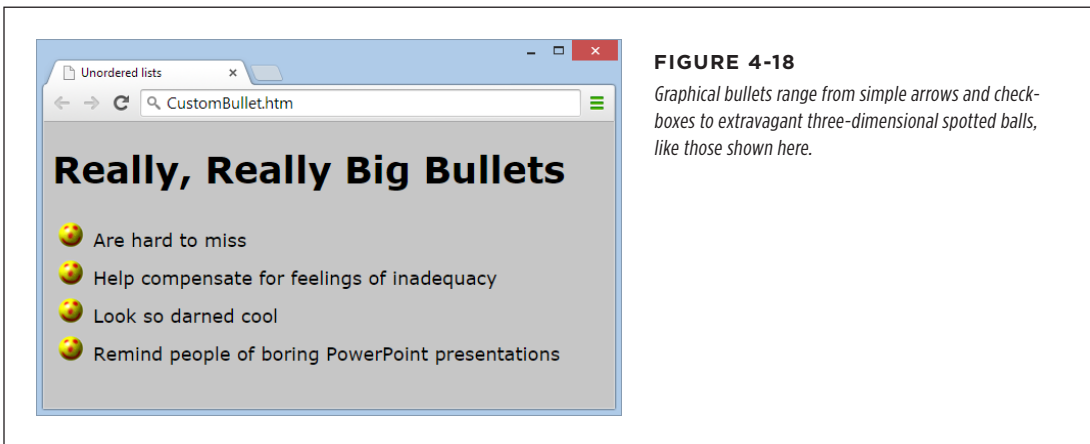 Unordered lists
CustomBullet.htm
Really, Really Big Bullets
Are hard to miss
Help compensate for feelings of inadequacy
Look so darned cool
Remind people of boring PowerPoint presentations
FIGURE 4-18
Graphical bullets range from simple arrows and check-
boxes to extravagant three-dimensional spotted balls,
like those shown here.